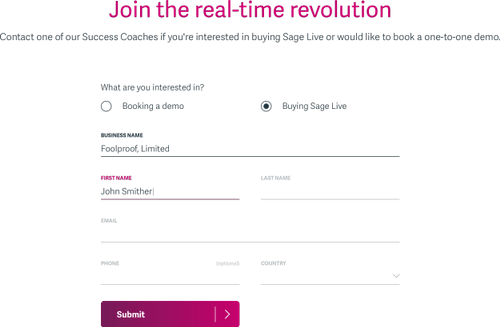 Join the real-time revolution
Contact one of our Success Coaches if you're interested in buying Sage Live or would like to book a one-to-one demo.
What are you interested in?
Booking a demo
Buying Sage Live
BUSINESS NAME
Foolproof, Limited
FIRST NAME
LAST NAME
John Smither
EMAIL
PHONE
(optional)
COUNTRY
Submit